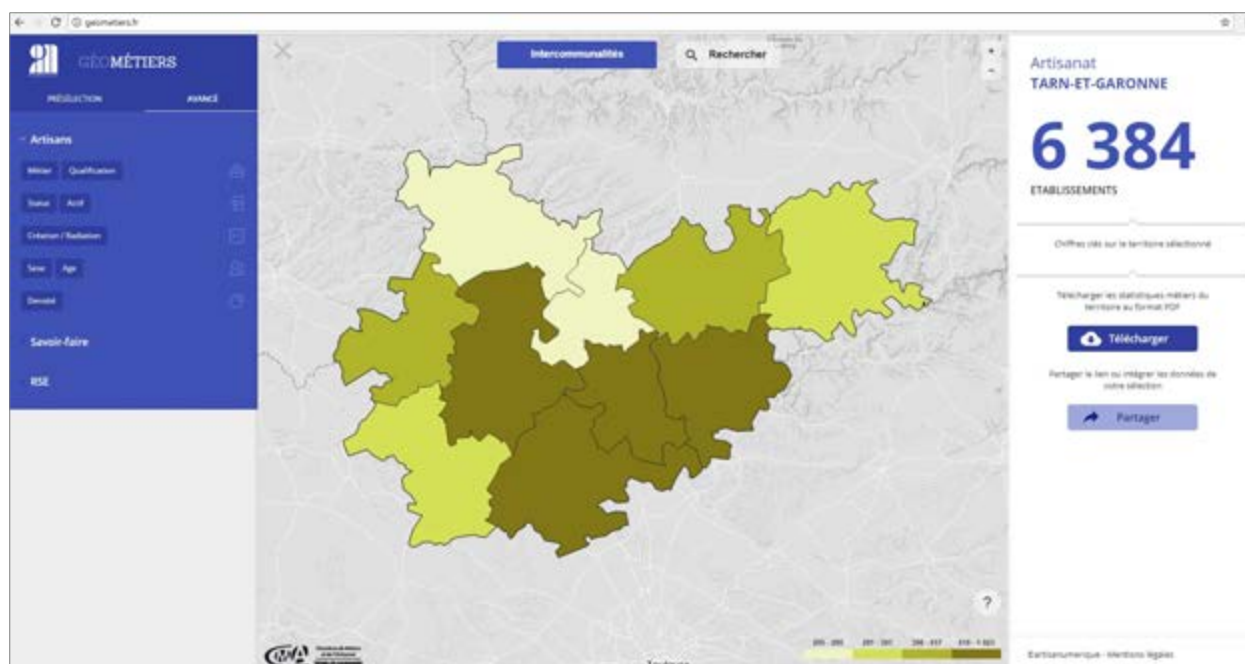 geometiers.fr
GÉOMÉTIERS
PRÉSÉLECTION AVANCÉ
Artisans
Métier Qualification
Statut Actif
Création / Radiation
Sexe Age
Densité
Savoir-faire
RSE
Intercommunalités Rechercher
+
-
?
Artisanat
TARN-ET-GARONNE
6 384
ETABLISSEMENTS
Chiffres clés sur le territoire sélectionné
Télécharger les statistiques métiers du
territoire au format PDF
Télécharger
Partager le lien ou intégrer les données de
votre sélection
Partager
©artisanumerique - Mentions légales